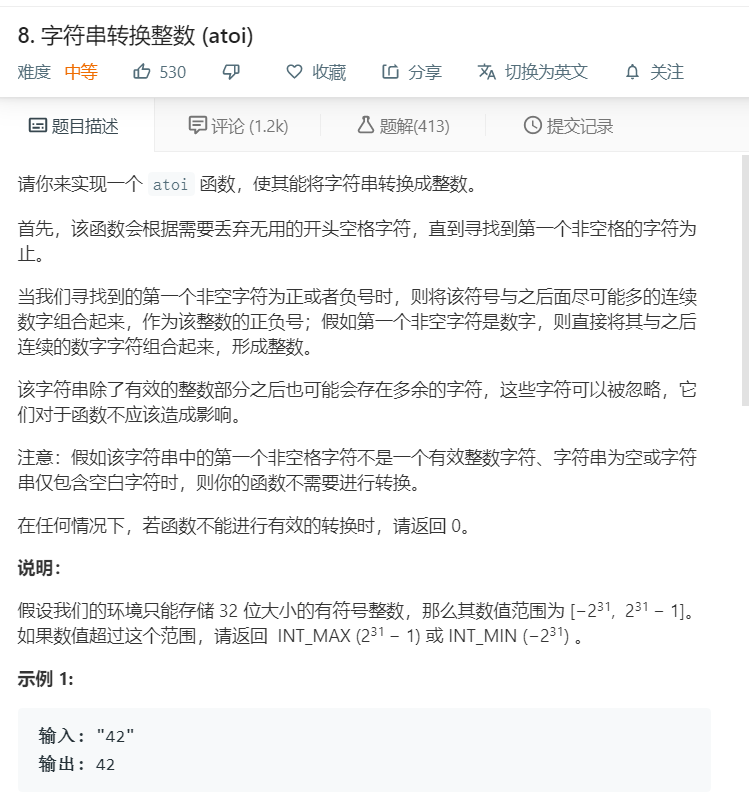 8. 字符串转换整数 (atoi)
难度 中等 530 收藏 分享 切换为英文 关注
题目描述 评论 (1.2k) 题解(413) 提交记录
请你来实现一个 atoi 函数，使其能将字符串转换成整数。
首先，该函数会根据需要丢弃无用的开头空格字符，直到寻找到第一个非空格的字符为
止。
当我们寻找到的第一个非空字符为正或者负号时，则将该符号与之后面尽可能多的连续
数字组合起来，作为该整数的正负号；假如第一个非空字符是数字，则直接将其与之后
连续的数字字符组合起来，形成整数。
该字符串除了有效的整数部分之后也可能会存在多余的字符，这些字符可以被忽略，它
们对于函数不应该造成影响。
注意：假如该字符串中的第一个非空格字符不是一个有效整数字符、字符串为空或字符
串仅包含空白字符时，则你的函数不需要进行转换。
在任何情况下，若函数不能进行有效的转换时，请返回 0。
说明：
假设我们的环境只能存储 32 位大小的有符号整数，那么其数值范围为 [−2³¹, 2³¹ − 1]。
如果数值超过这个范围，请返回 INT_MAX (2³¹ − 1) 或 INT_MIN (−2³¹) 。
示例 1:
输入: "42"
输出: 42